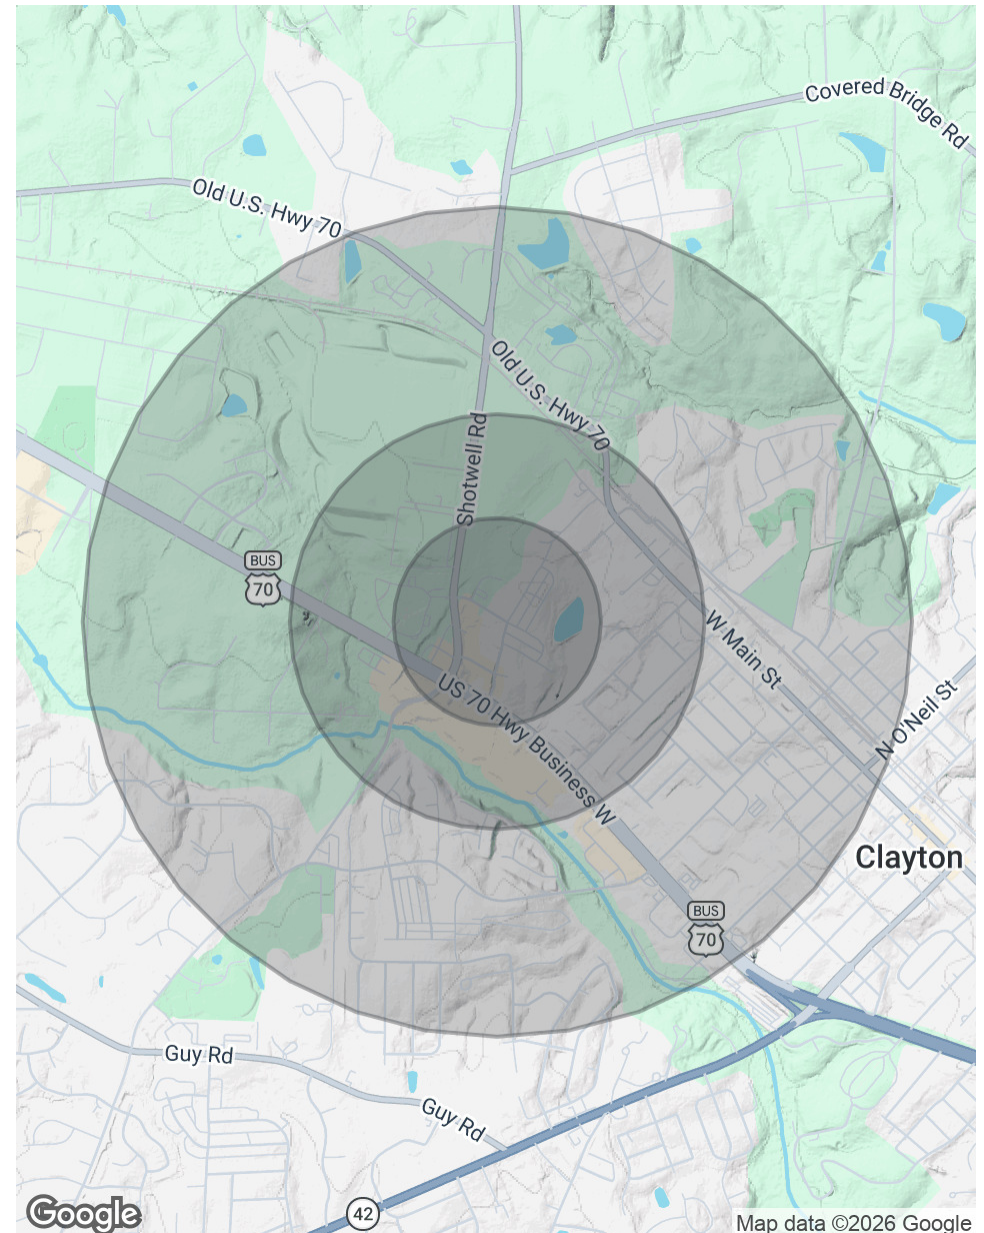 Covered Bridge Rd
Old U.S. Hwy 70
Old U.S. Hwy 70
Shotwell Rd
BUS
70
W Main St
US 70 Hwy Business W
N O'Neil St
Clayton
BUS
70
Guy Rd
Guy Rd
42
Google
Map data ©2026 Google